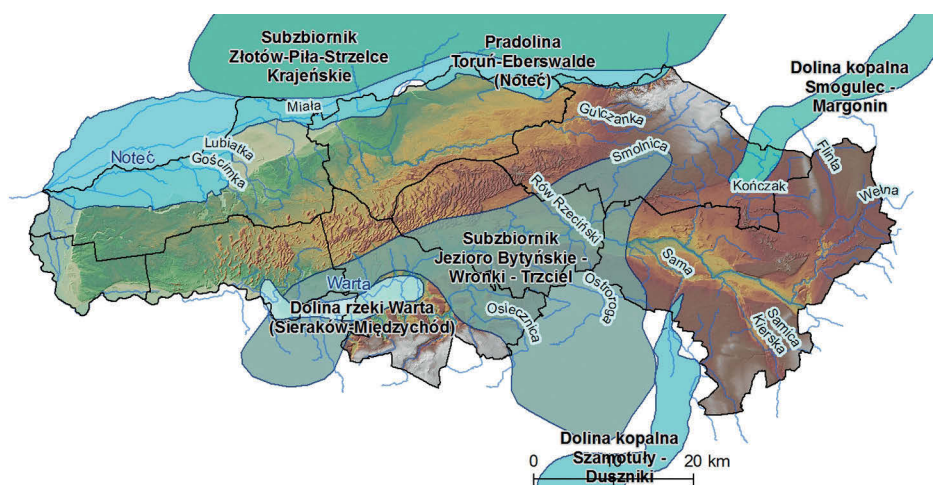 Subzbiornik
Złotów-Piła-Strzelce
Krajeńskie
Pradolina
Toruń-Eberswalde
(Noteć)
Dolina kopalna
Smogulec -
Margonin
Miała
Gulczanka
Flinta
Lubiatka
Noteć
Gościmka
Smolnica
Kończak
Wełna
Rów Rzeciński
Subzbiornik
Jezioro Bytyńskie -
Wronki - Trzciel
Sama
Warta
Ostroroga
Dolina rzeki Warta
(Sieraków-Międzychód)
Osiecznica
Samica
Kierska
Dolina kopalna
Szamotuły -
Duszniki
0 10 20 km